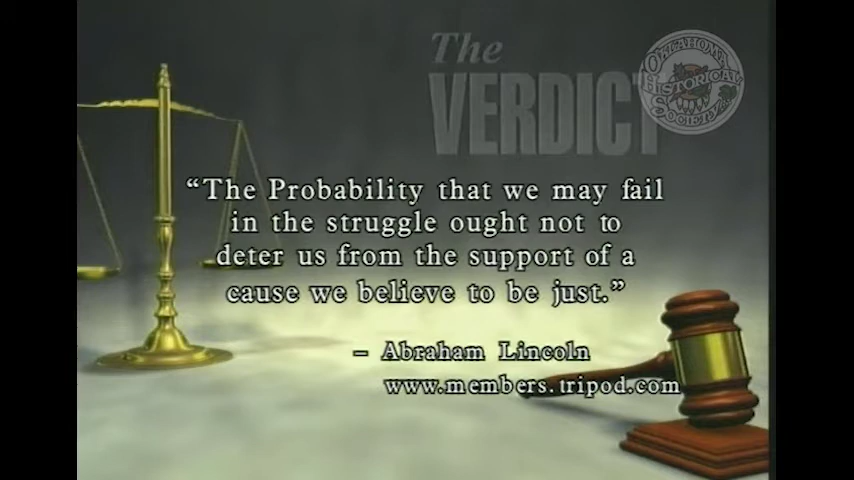 The
VERDICT
OKLAHOMA
HISTORICAL
SOCIETY
“The Probability that we may fail
in the struggle ought not to
deter us from the support of a
cause we believe to be just.”
– Abraham Lincoln
www.members.tripod.com